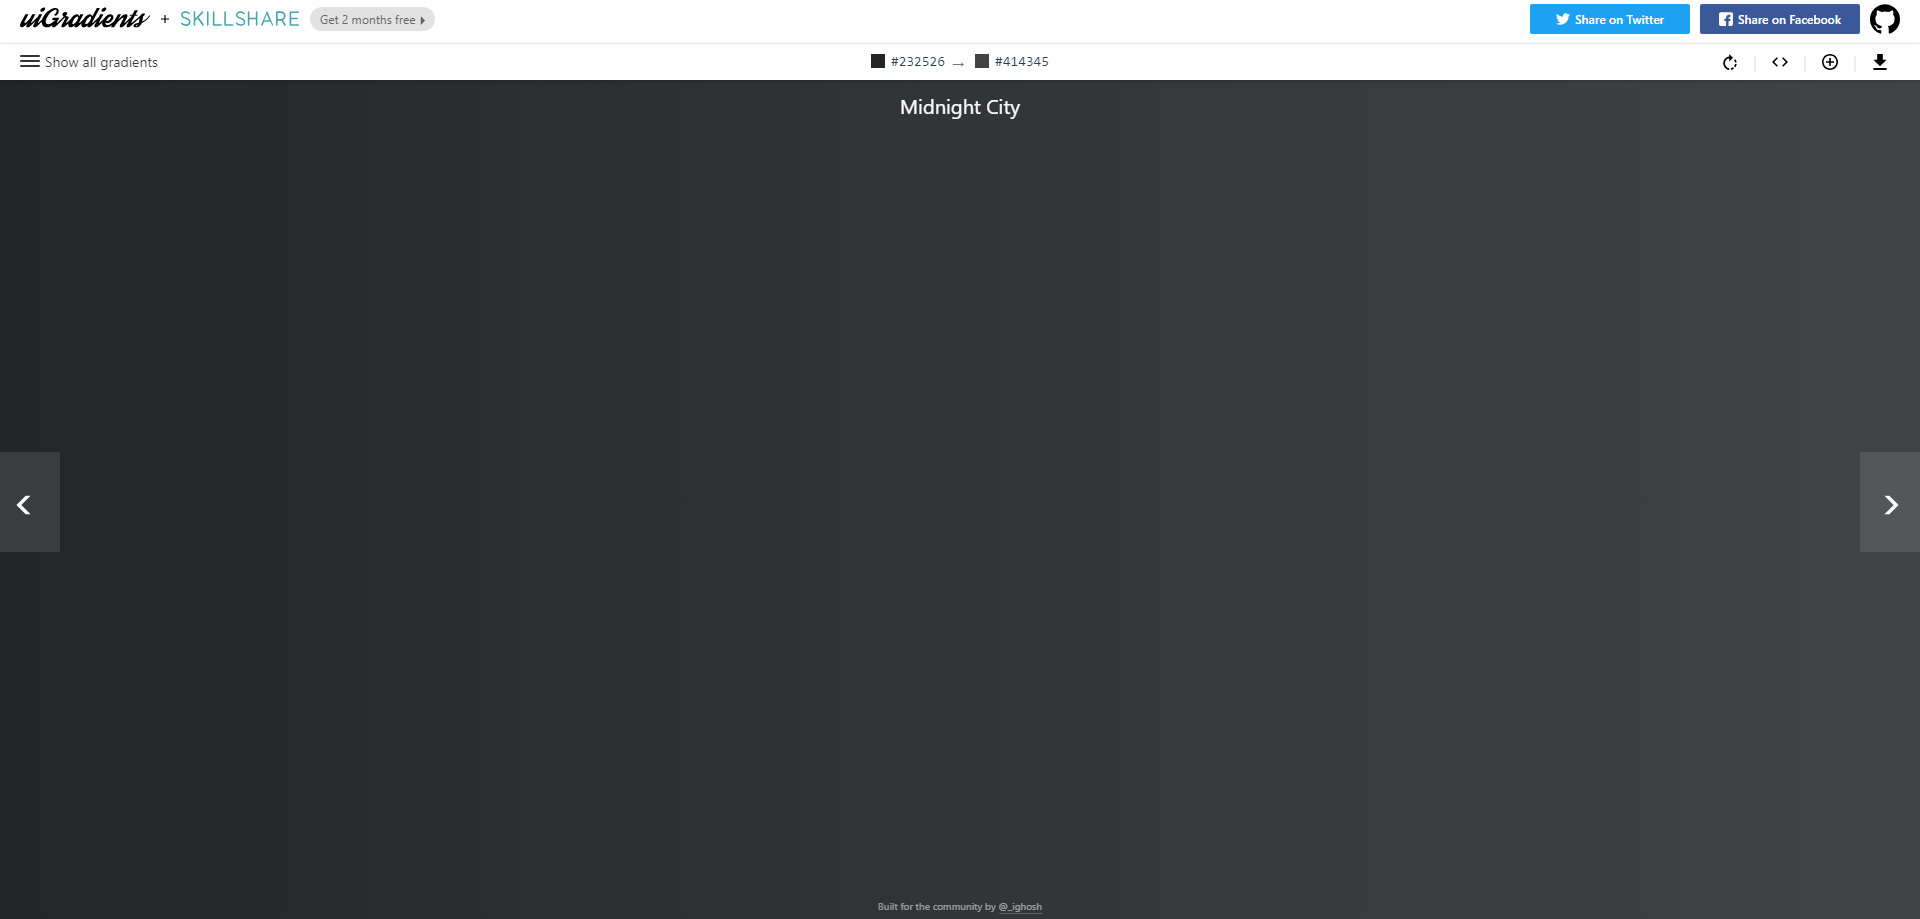 uiGradients + SKILLSHARE Get 2 months free
Share on Twitter
Share on Facebook
Show all gradients
#232526 → #414345
Midnight City
Built for the community by @_ighosh